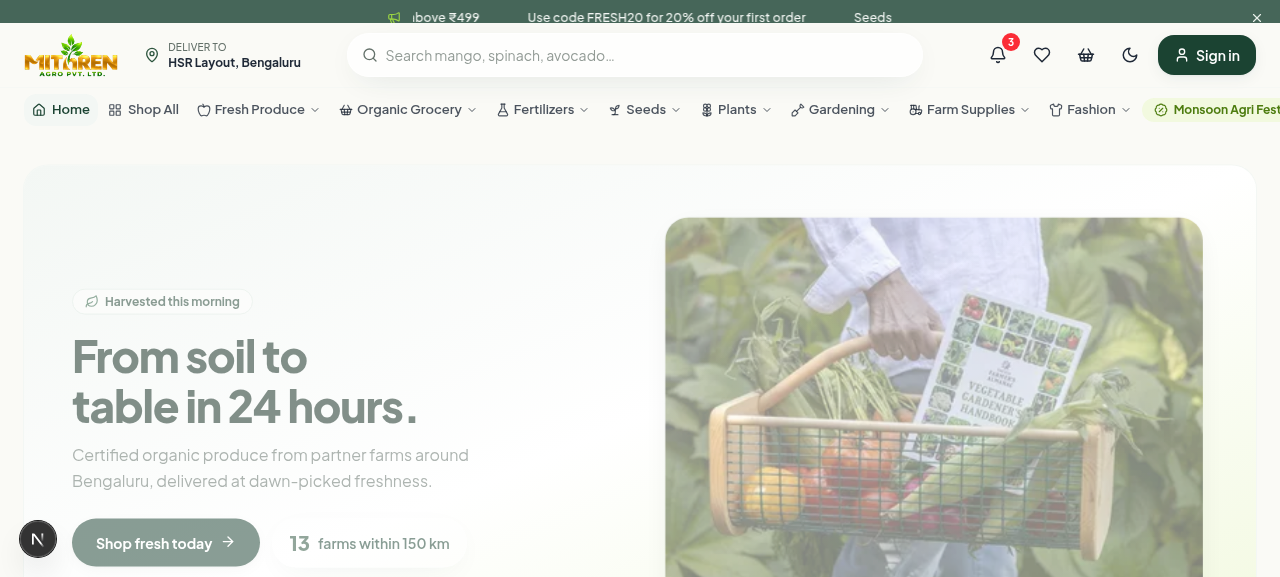 above ₹499
Use code FRESH20 for 20% off your first order
Seeds
MITAREN
AGRO PVT. LTD.
DELIVER TO
HSR Layout, Bengaluru
Search mango, spinach, avocado...
3
Sign in
Home
Shop All
Fresh Produce
Organic Grocery
Fertilizers
Seeds
Plants
Gardening
Farm Supplies
Fashion
Monsoon Agri Fest
Harvested this morning
From soil to
table in 24 hours.
Certified organic produce from partner farms around
Bengaluru, delivered at dawn-picked freshness.
Shop fresh today
13 farms within 150 km
FARMER'S
ALMANAC
VEGETABLE
GARDENER'S
HANDBOOK
N